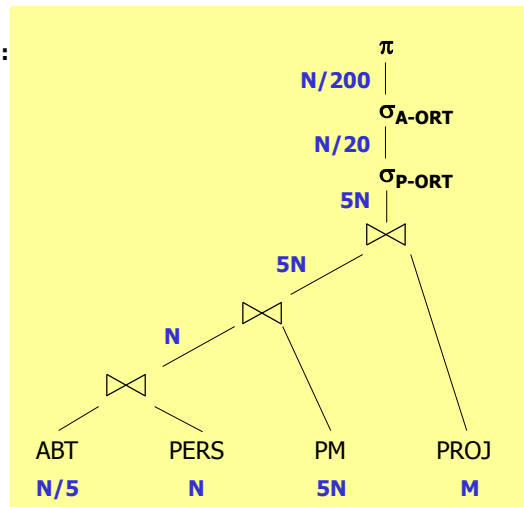 :
π
N/200
σA-ORT
N/20
σP-ORT
5N
5N
N
ABT PERS PM PROJ
N/5 N 5N M